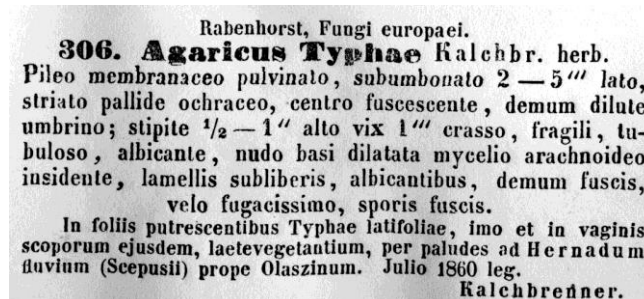 Rabenhorst, Fungi europaei.
306. Agaricus Typhae Kalchbr. herb.
Pileo membranaceo pulvinato, subumbonato 2 — 5‴ lato,
striato pallide ochraceo, centro fuscescente, demum dilute
umbrino; stipite ½ — 1″ alto vix 1‴ crasso, fragili, tu-
buloso, albicante, nudo basi dilatata mycelio arachnoideo
insidente, lamellis subliberis, albicantibus, demum fuscis,
velo fugacissimo, sporis fuscis.
In foliis putrescentibus Typhae latifoliae, imo et in vaginis
scoporum ejusdem, laetevegetantium, per paludes ad Hernadum
fluvium (Scepusii) prope Olaszinum. Julio 1860 leg.
Kalchbrenner.